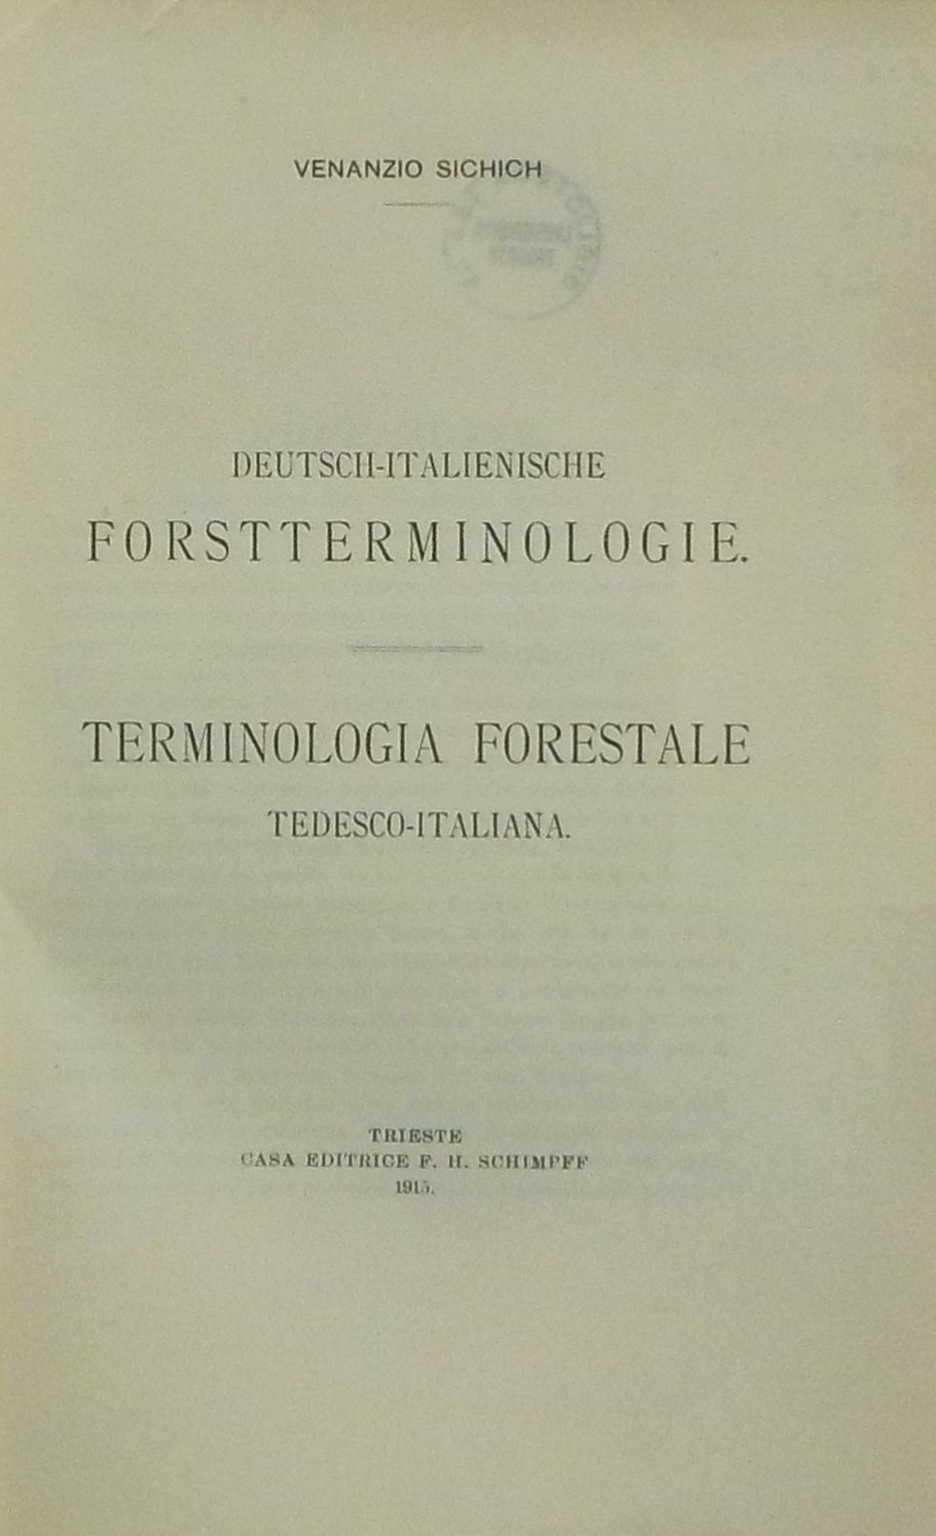 VENANZIO SICHICH
DEUTSCH-ITALIENISCHE
FORSTTERMINOLOGIE.
TERMINOLOGIA FORESTALE
TEDESCO-ITALIANA.
TRIESTE
CASA EDITRICE F. H. SCHIMPFF